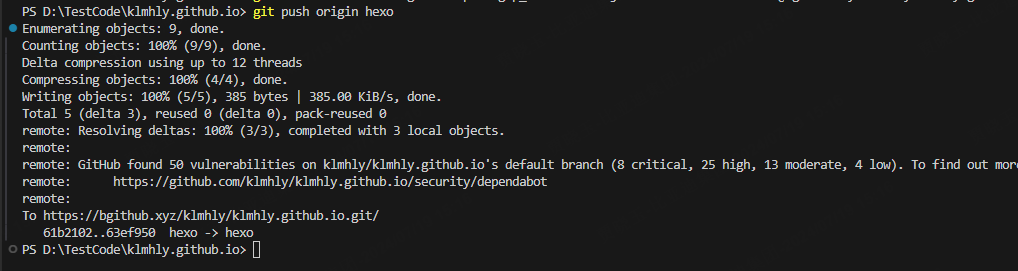 PS D:\TestCode\klmhly.github.io> git push origin hexo
Enumerating objects: 9, done.
Counting objects: 100% (9/9), done.
Delta compression using up to 12 threads
Compressing objects: 100% (4/4), done.
Writing objects: 100% (5/5), 385 bytes | 385.00 KiB/s, done.
Total 5 (delta 3), reused 0 (delta 0), pack-reused 0
remote: Resolving deltas: 100% (3/3), completed with 3 local objects.
remote:
remote: GitHub found 50 vulnerabilities on klmhly/klmhly.github.io's default branch (8 critical, 25 high, 13 moderate, 4 low). To find out more
remote:      https://github.com/klmhly/klmhly.github.io/security/dependabot
remote:
To https://bgithub.xyz/klmhly/klmhly.github.io.git/
   61b2102..63ef950  hexo -> hexo
PS D:\TestCode\klmhly.github.io>